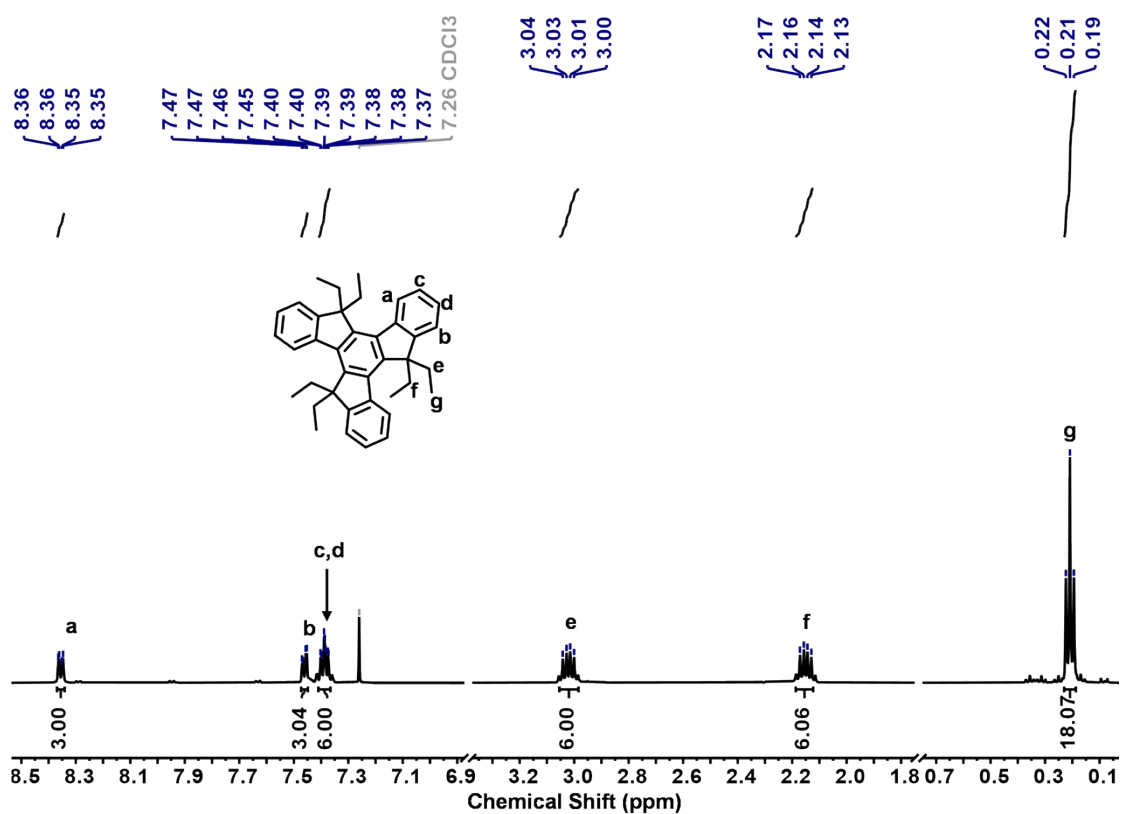 8.36
8.36
8.35
8.35
7.47
7.47
7.46
7.45
7.40
7.40
7.39
7.39
7.38
7.38
7.37
7.26 CDCl3
3.04
3.03
3.01
3.00
2.17
2.16
2.14
2.13
0.22
0.21
0.19
a
c
d
b
e
f
g
a
b
c,d
e
f
g
3.00
3.04
6.00
6.00
6.06
18.07
8.5 8.3 8.1 7.9 7.7 7.5 7.3 7.1 6.9 3.2 3.0 2.8 2.6 2.4 2.2 2.0 1.8 0.7 0.5 0.3 0.1
Chemical Shift (ppm)